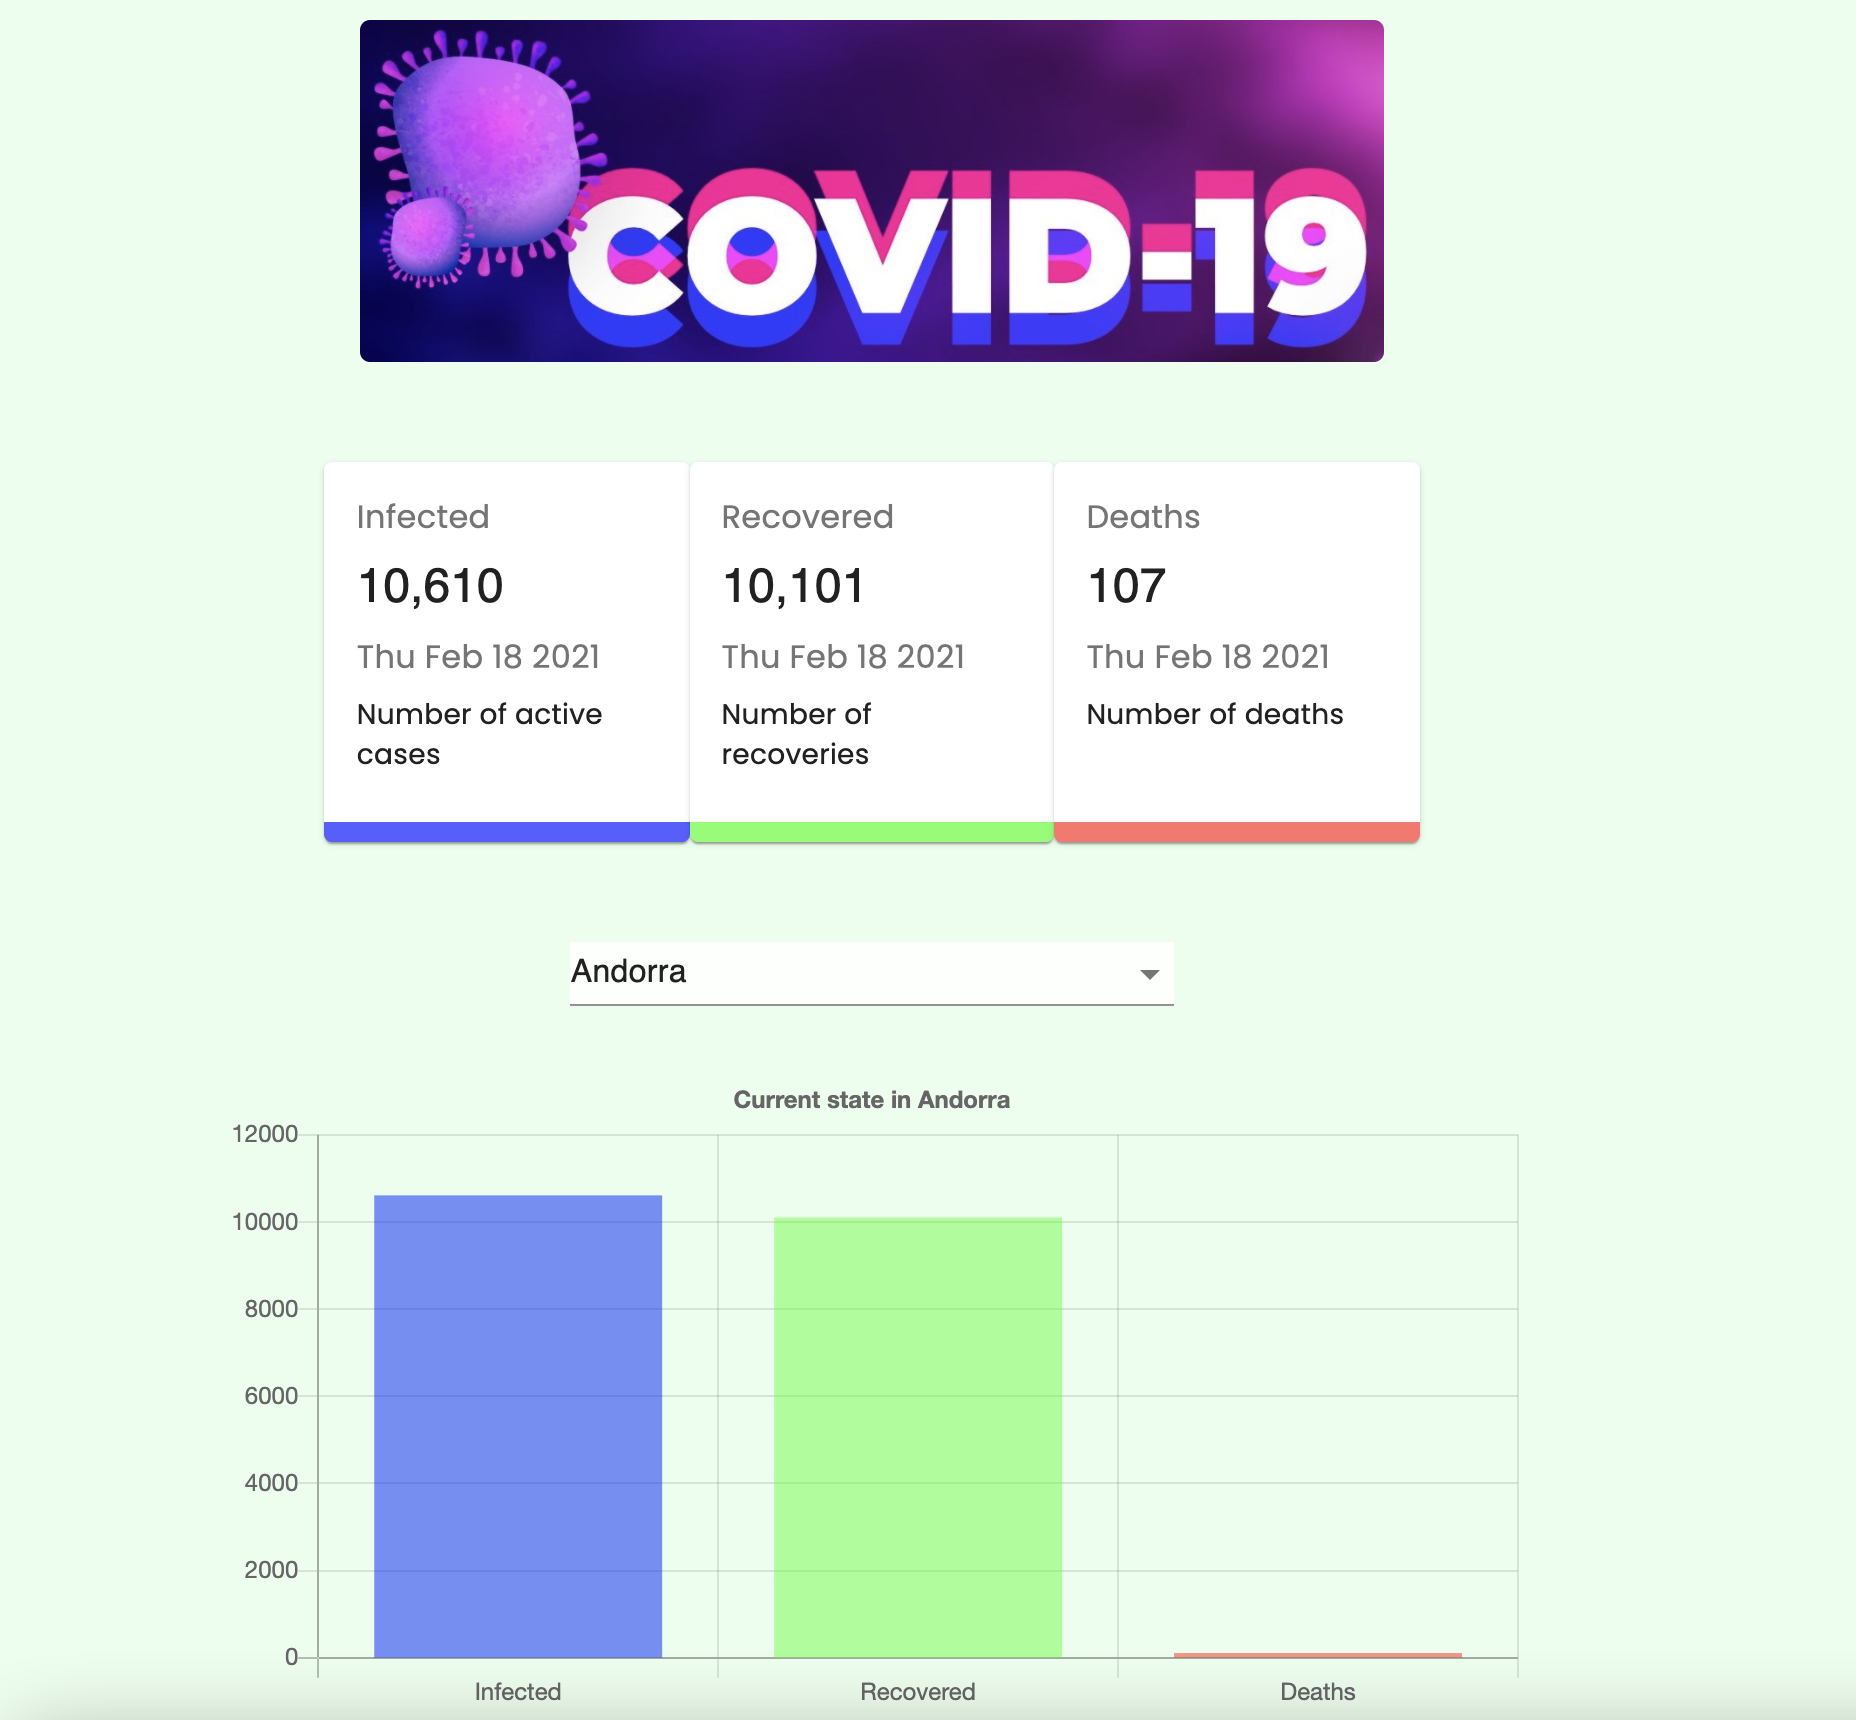 COVID-19
Infected
10,610
Thu Feb 18 2021
Number of active
cases
Recovered
10,101
Thu Feb 18 2021
Number of
recoveries
Deaths
107
Thu Feb 18 2021
Number of deaths
Andorra
Current state in Andorra
12000
10000
8000
6000
4000
2000
0
Infected
Recovered
Deaths